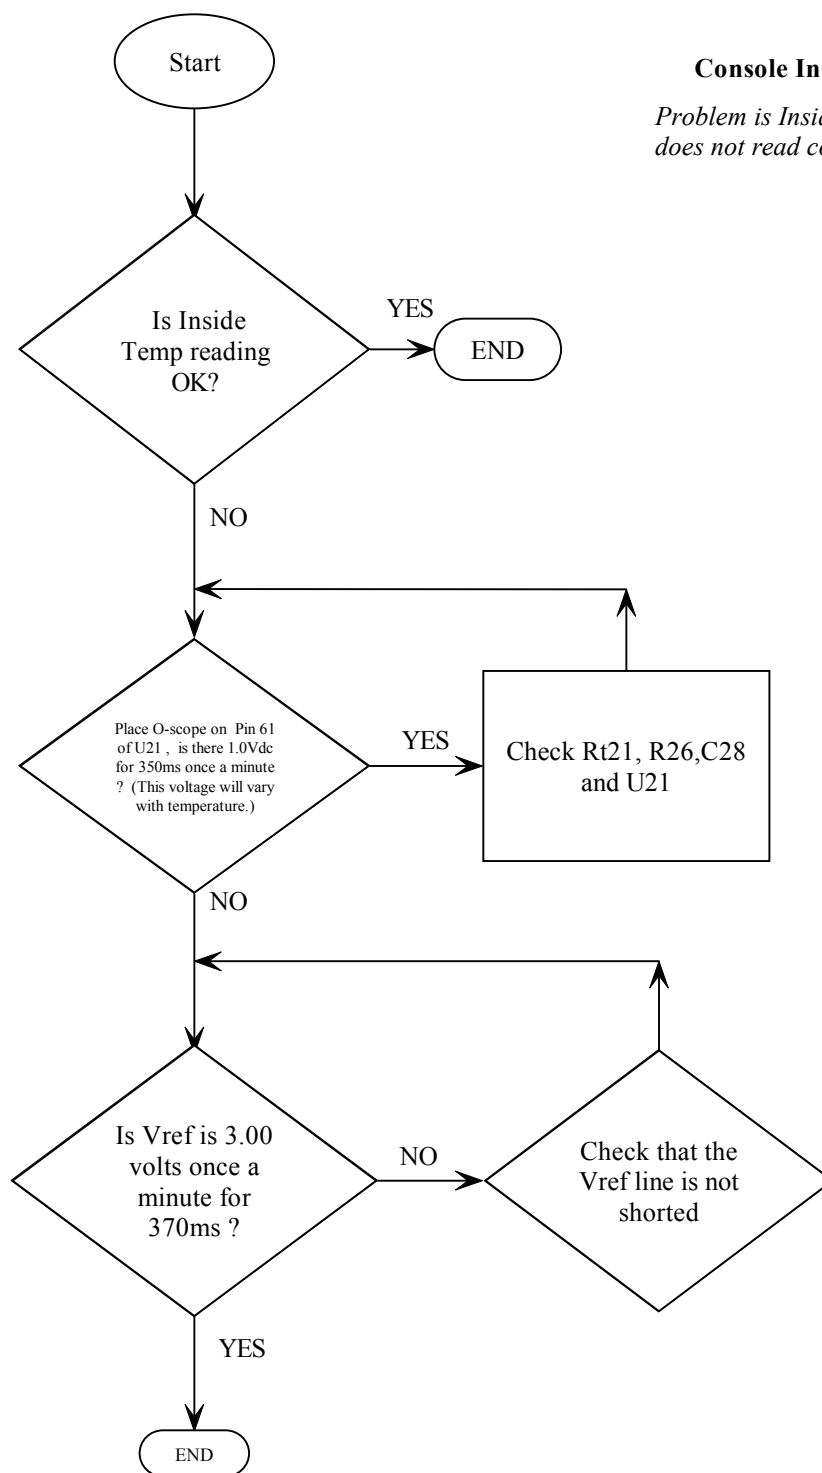 Start
Console In
Problem is Insid
does not read co
Is Inside
Temp reading
OK?
YES
END
NO
Place O-scope on Pin 61
of U21 , is there 1.0Vdc
for 350ms once a minute
? (This voltage will vary
with temperature.)
YES
Check Rt21, R26,C28
and U21
NO
Is Vref is 3.00
volts once a
minute for
370ms ?
NO
Check that the
Vref line is not
shorted
YES
END